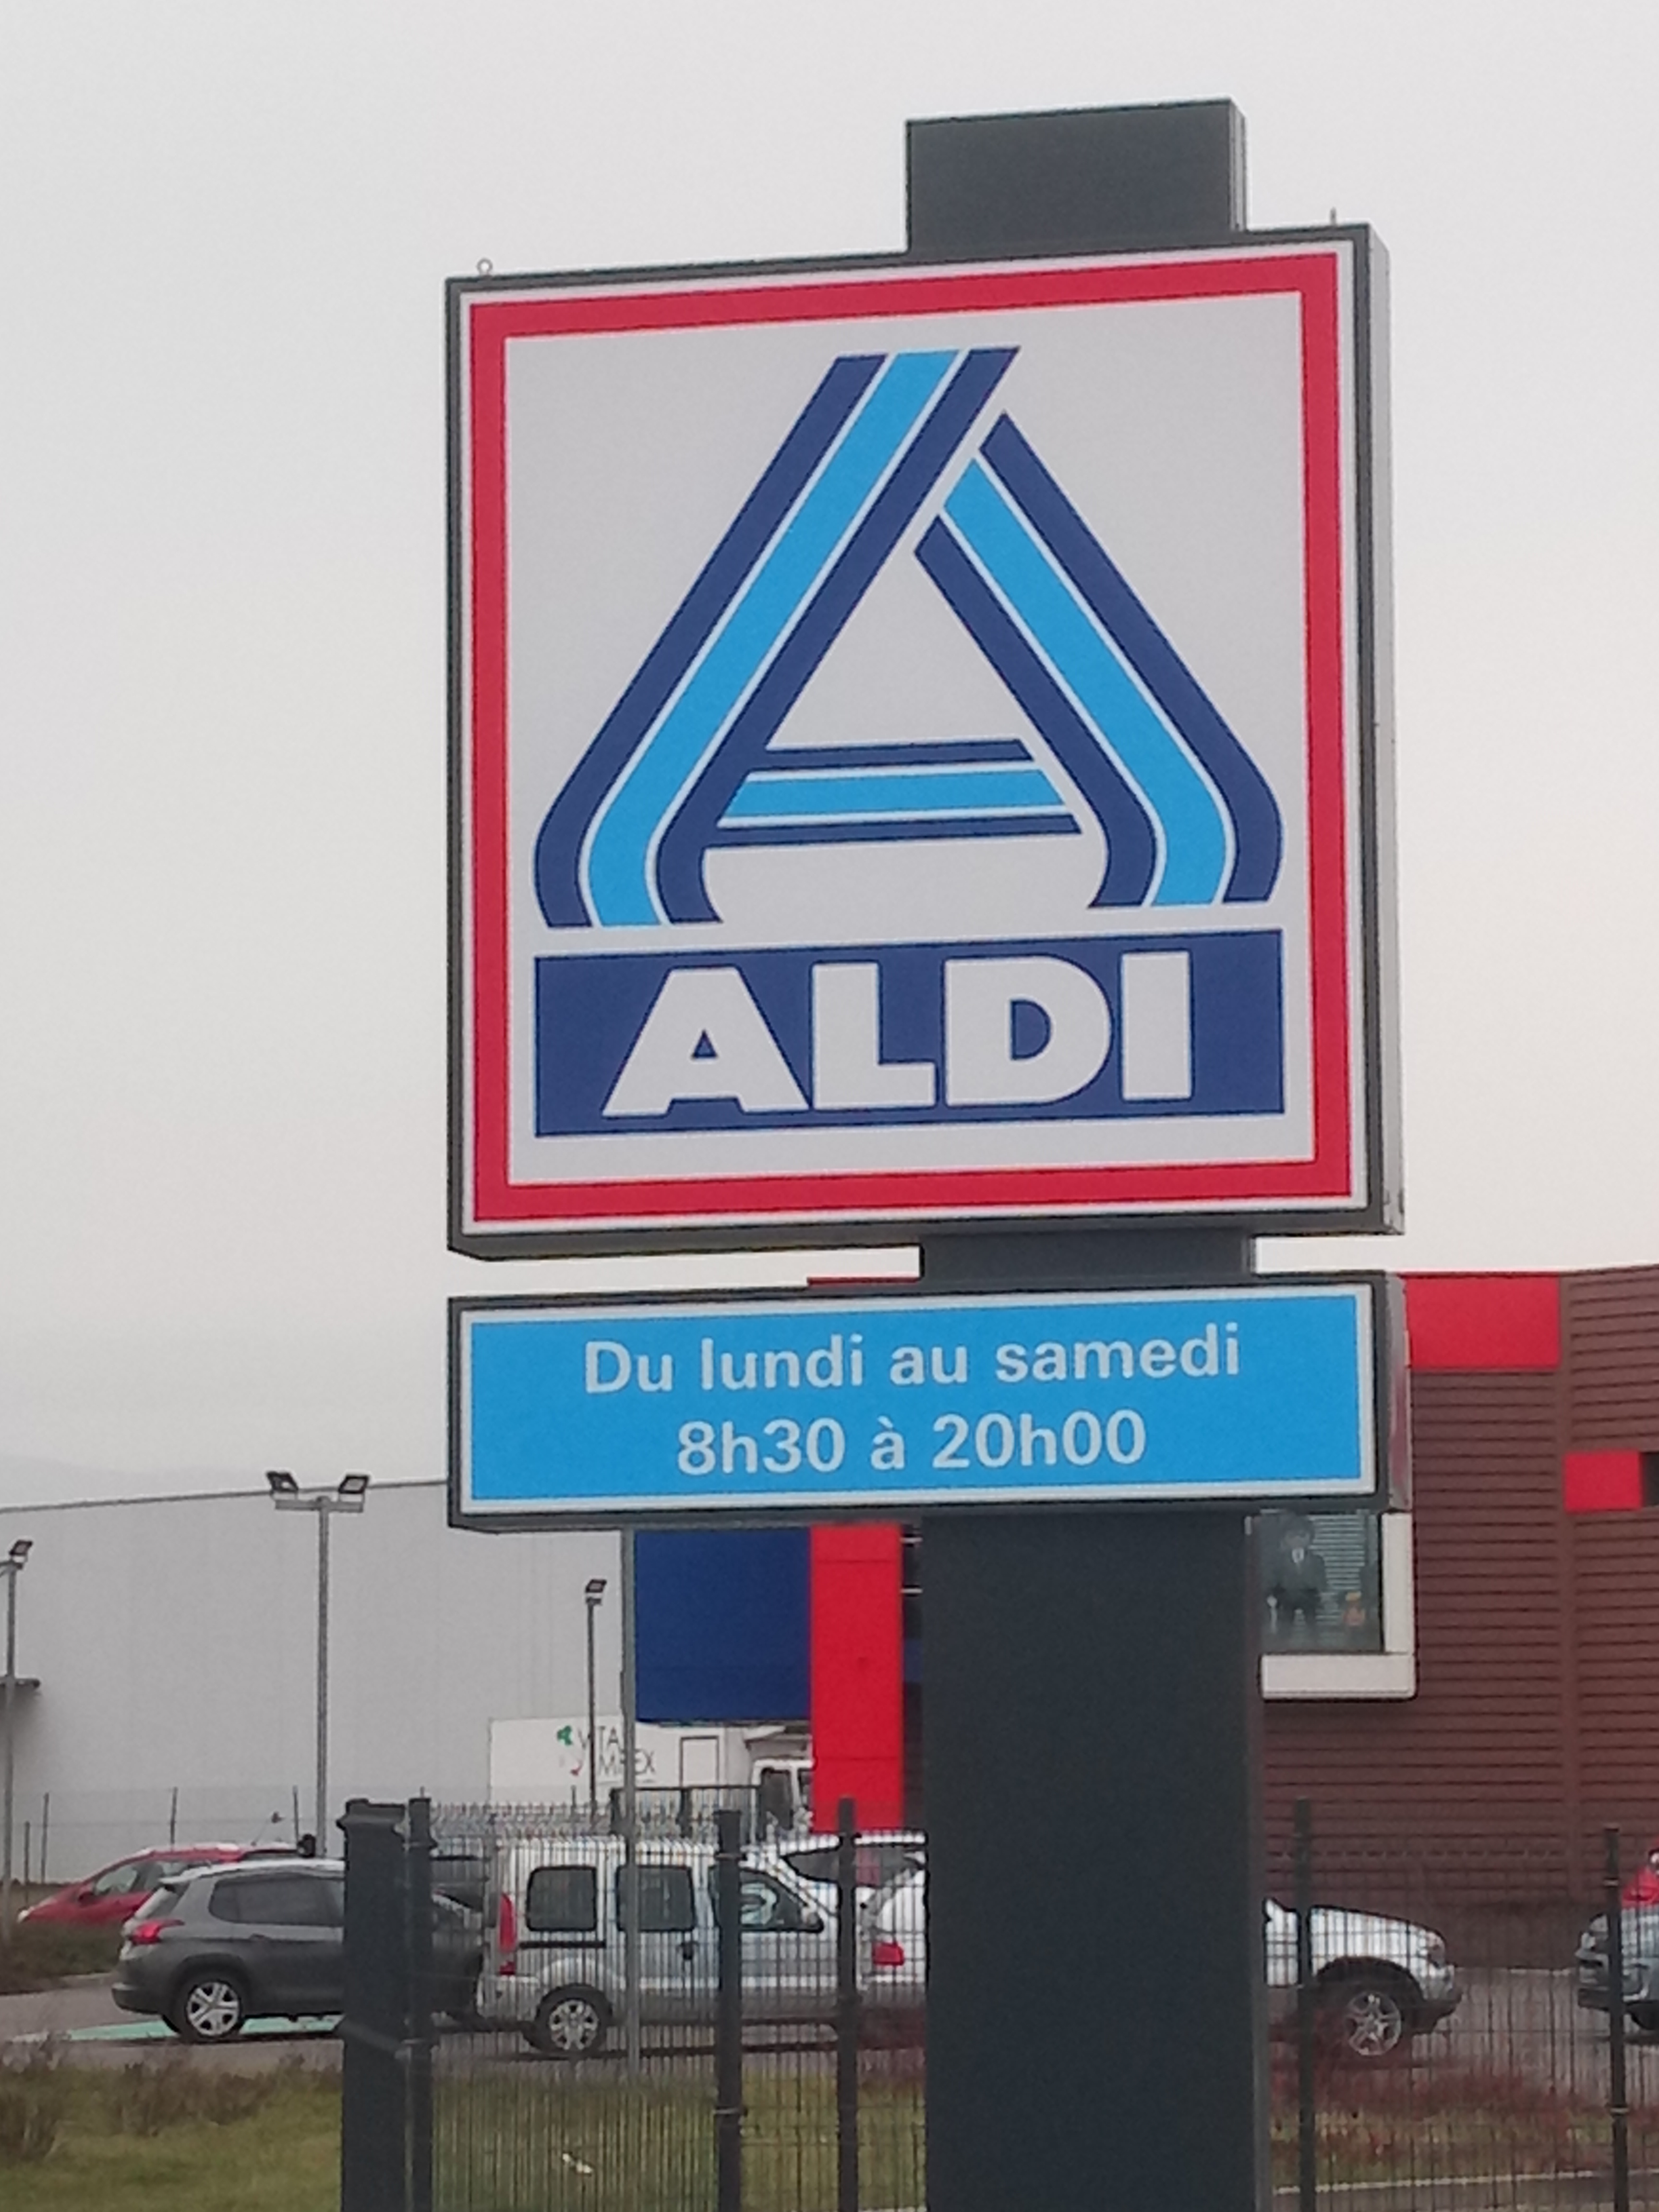 ALDI
Du lundi au samedi
8h30 à 20h00